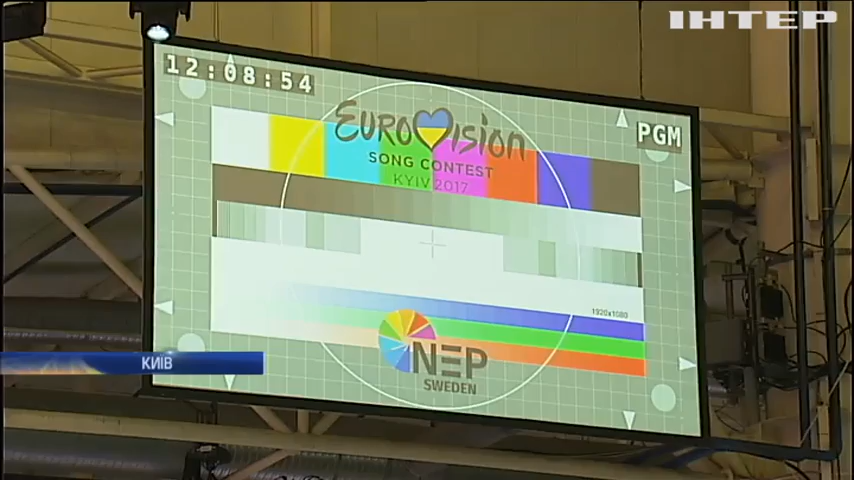 ІНТЕР
12:08:54
PGM
EUROVISION
SONG CONTEST
KYIV 2017
1920x1080
NEP
SWEDEN
КИЇВ